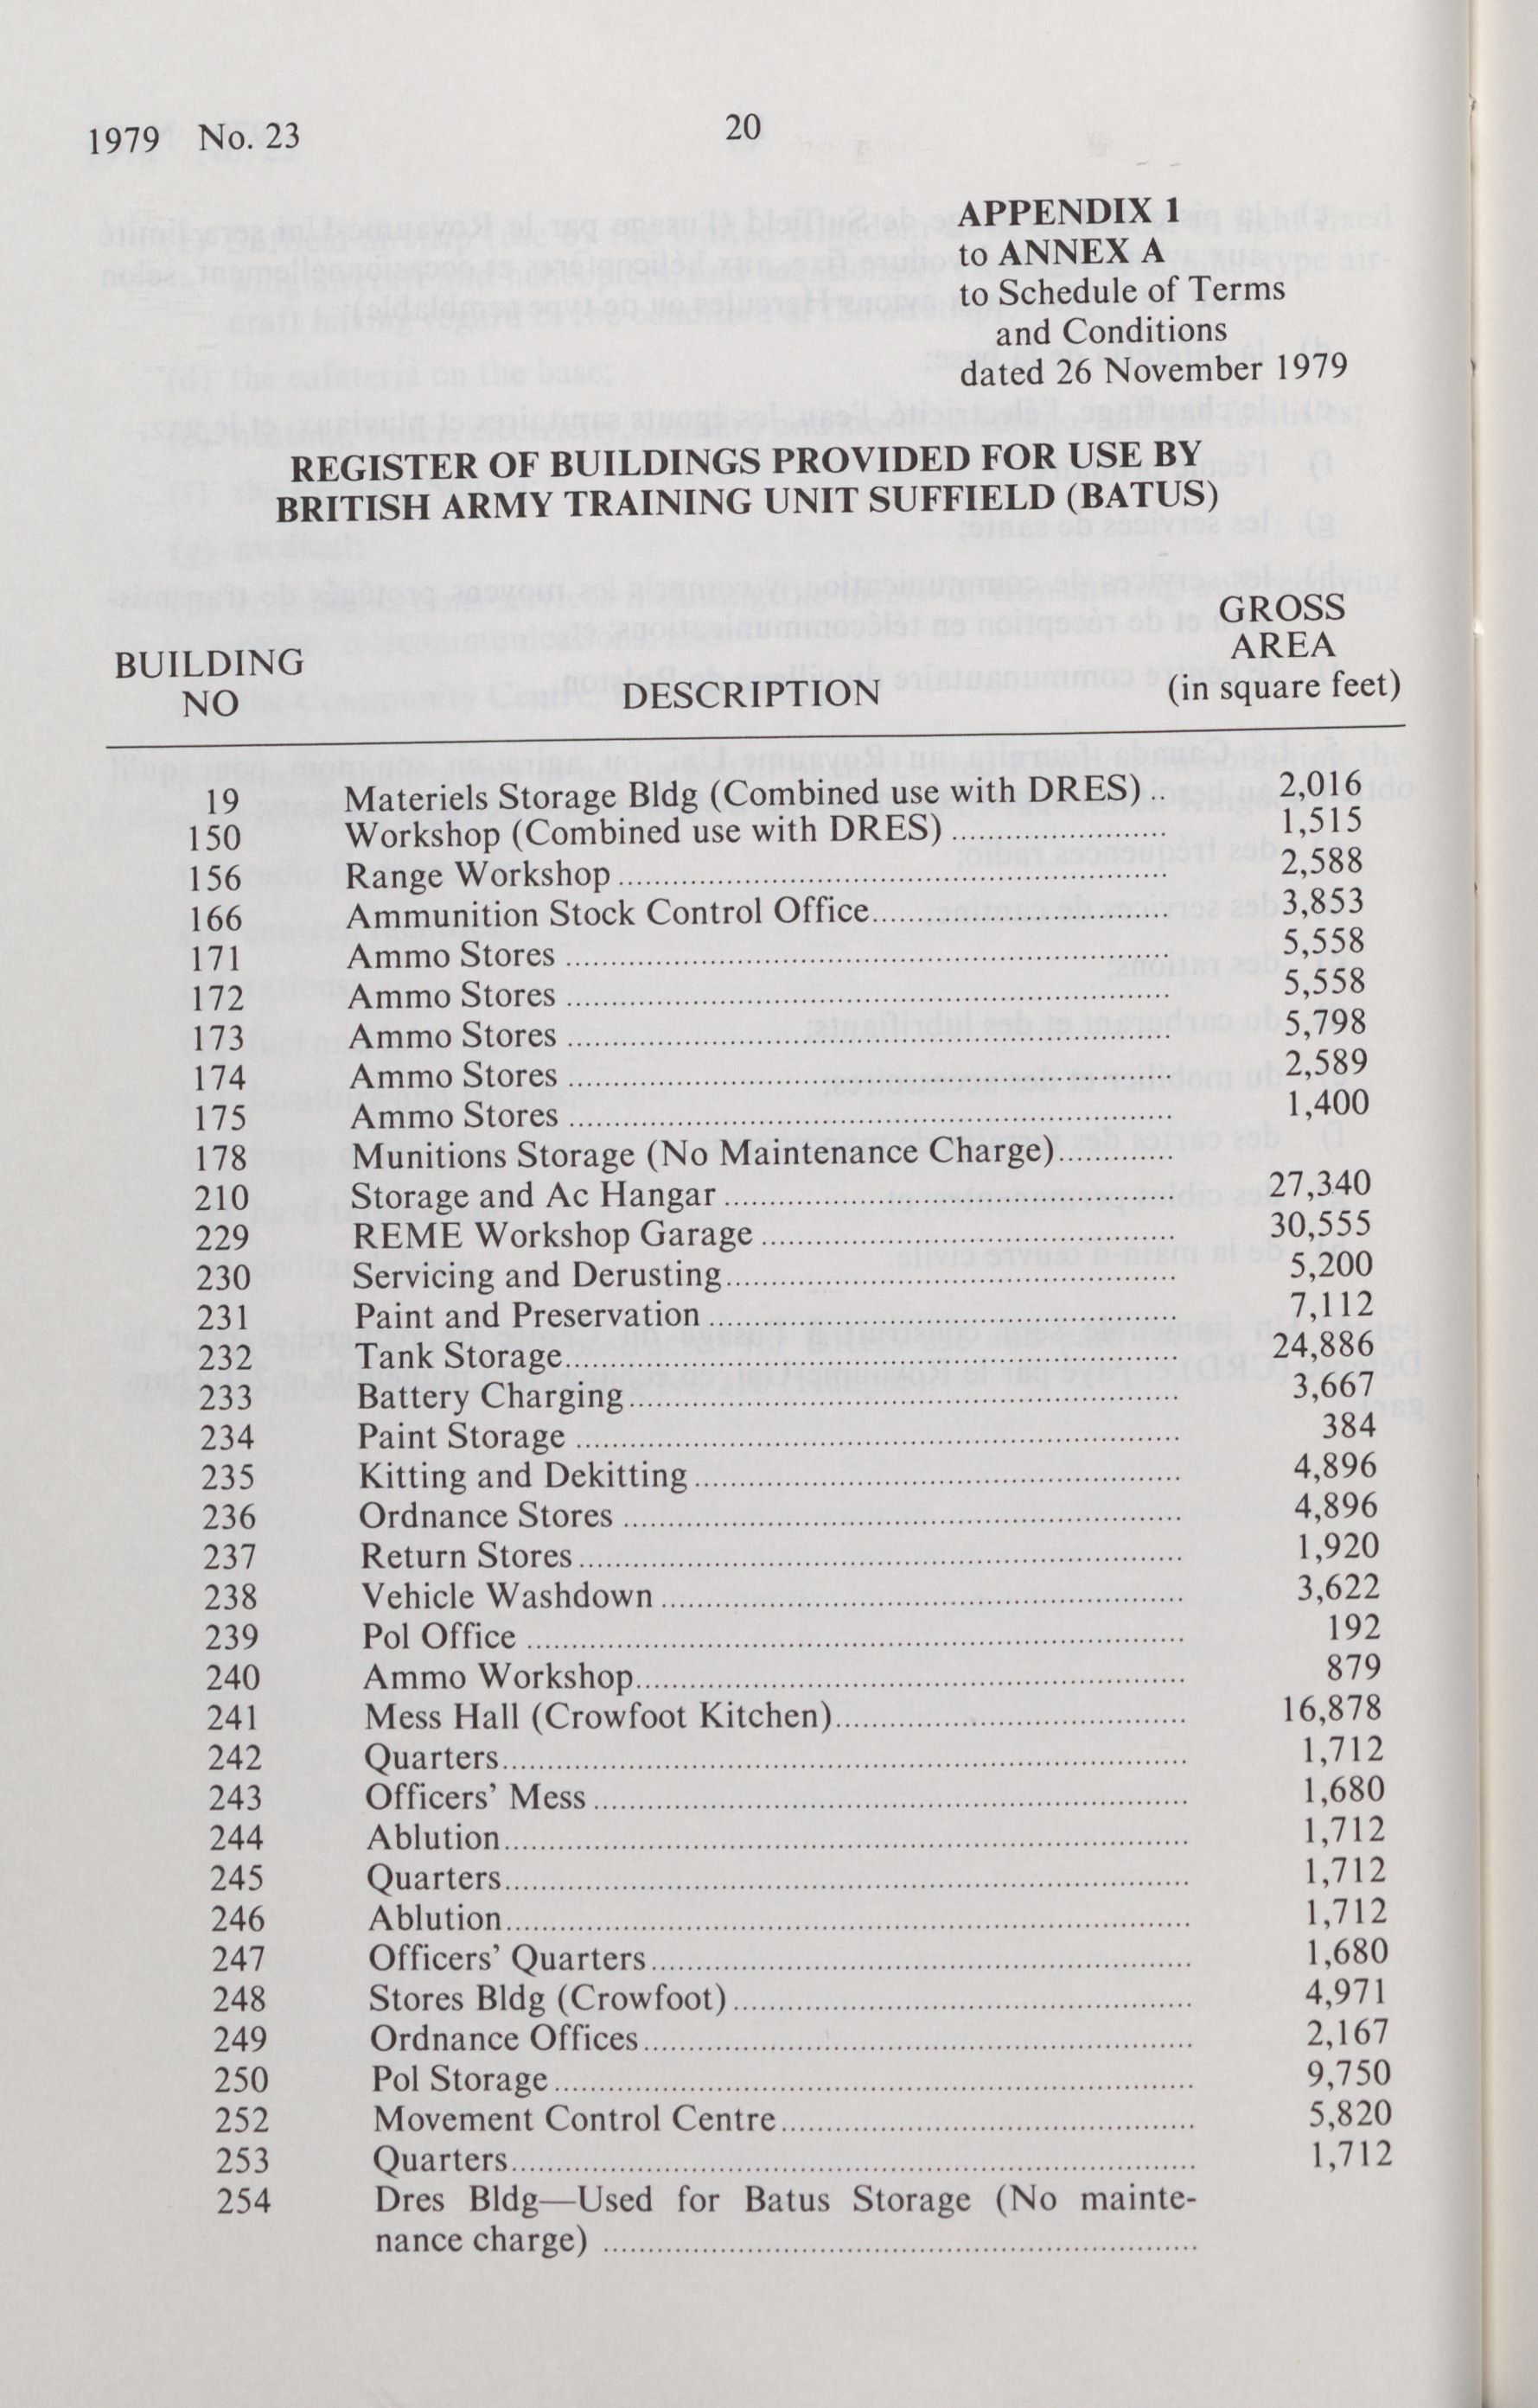 1979 No. 23
20
APPENDIX 1
to ANNEX A
to Schedule of Terms
and Conditions
dated 26 November 1979
REGISTER OF BUILDINGS PROVIDED FOR USE BY
BRITISH ARMY TRAINING UNIT SUFFIELD (BATUS)
BUILDING NO DESCRIPTION GROSS AREA (in square feet)
19 Materiels Storage Bldg (Combined use with DRES) .. 2,016
150 Workshop (Combined use with DRES) ........................ 1,515
156 Range Workshop ........................ 2,588
166 Ammunition Stock Control Office........................ 3,853
171 Ammo Stores ........................ 5,558
172 Ammo Stores ........................ 5,558
173 Ammo Stores ........................ 5,798
174 Ammo Stores ........................ 2,589
175 Ammo Stores ........................ 1,400
178 Munitions Storage (No Maintenance Charge).............
210 Storage and Ac Hangar ........................ 27,340
229 REME Workshop Garage ........................ 30,555
230 Servicing and Derusting........................ 5,200
231 Paint and Preservation ........................ 7,112
232 Tank Storage........................ 24,886
233 Battery Charging........................ 3,667
234 Paint Storage ........................ 384
235 Kitting and Dekitting ........................ 4,896
236 Ordnance Stores ........................ 4,896
237 Return Stores ........................ 1,920
238 Vehicle Washdown ........................ 3,622
239 Pol Office ........................ 192
240 Ammo Workshop........................ 879
241 Mess Hall (Crowfoot Kitchen)........................ 16,878
242 Quarters........................ 1,712
243 Officers' Mess ........................ 1,680
244 Ablution........................ 1,712
245 Quarters........................ 1,712
246 Ablution........................ 1,712
247 Officers' Quarters........................ 1,680
248 Stores Bldg (Crowfoot)........................ 4,971
249 Ordnance Offices........................ 2,167
250 Pol Storage........................ 9,750
252 Movement Control Centre........................ 5,820
253 Quarters........................ 1,712
254 Dres Bldg—Used for Batus Storage (No mainte-
nance charge) ........................